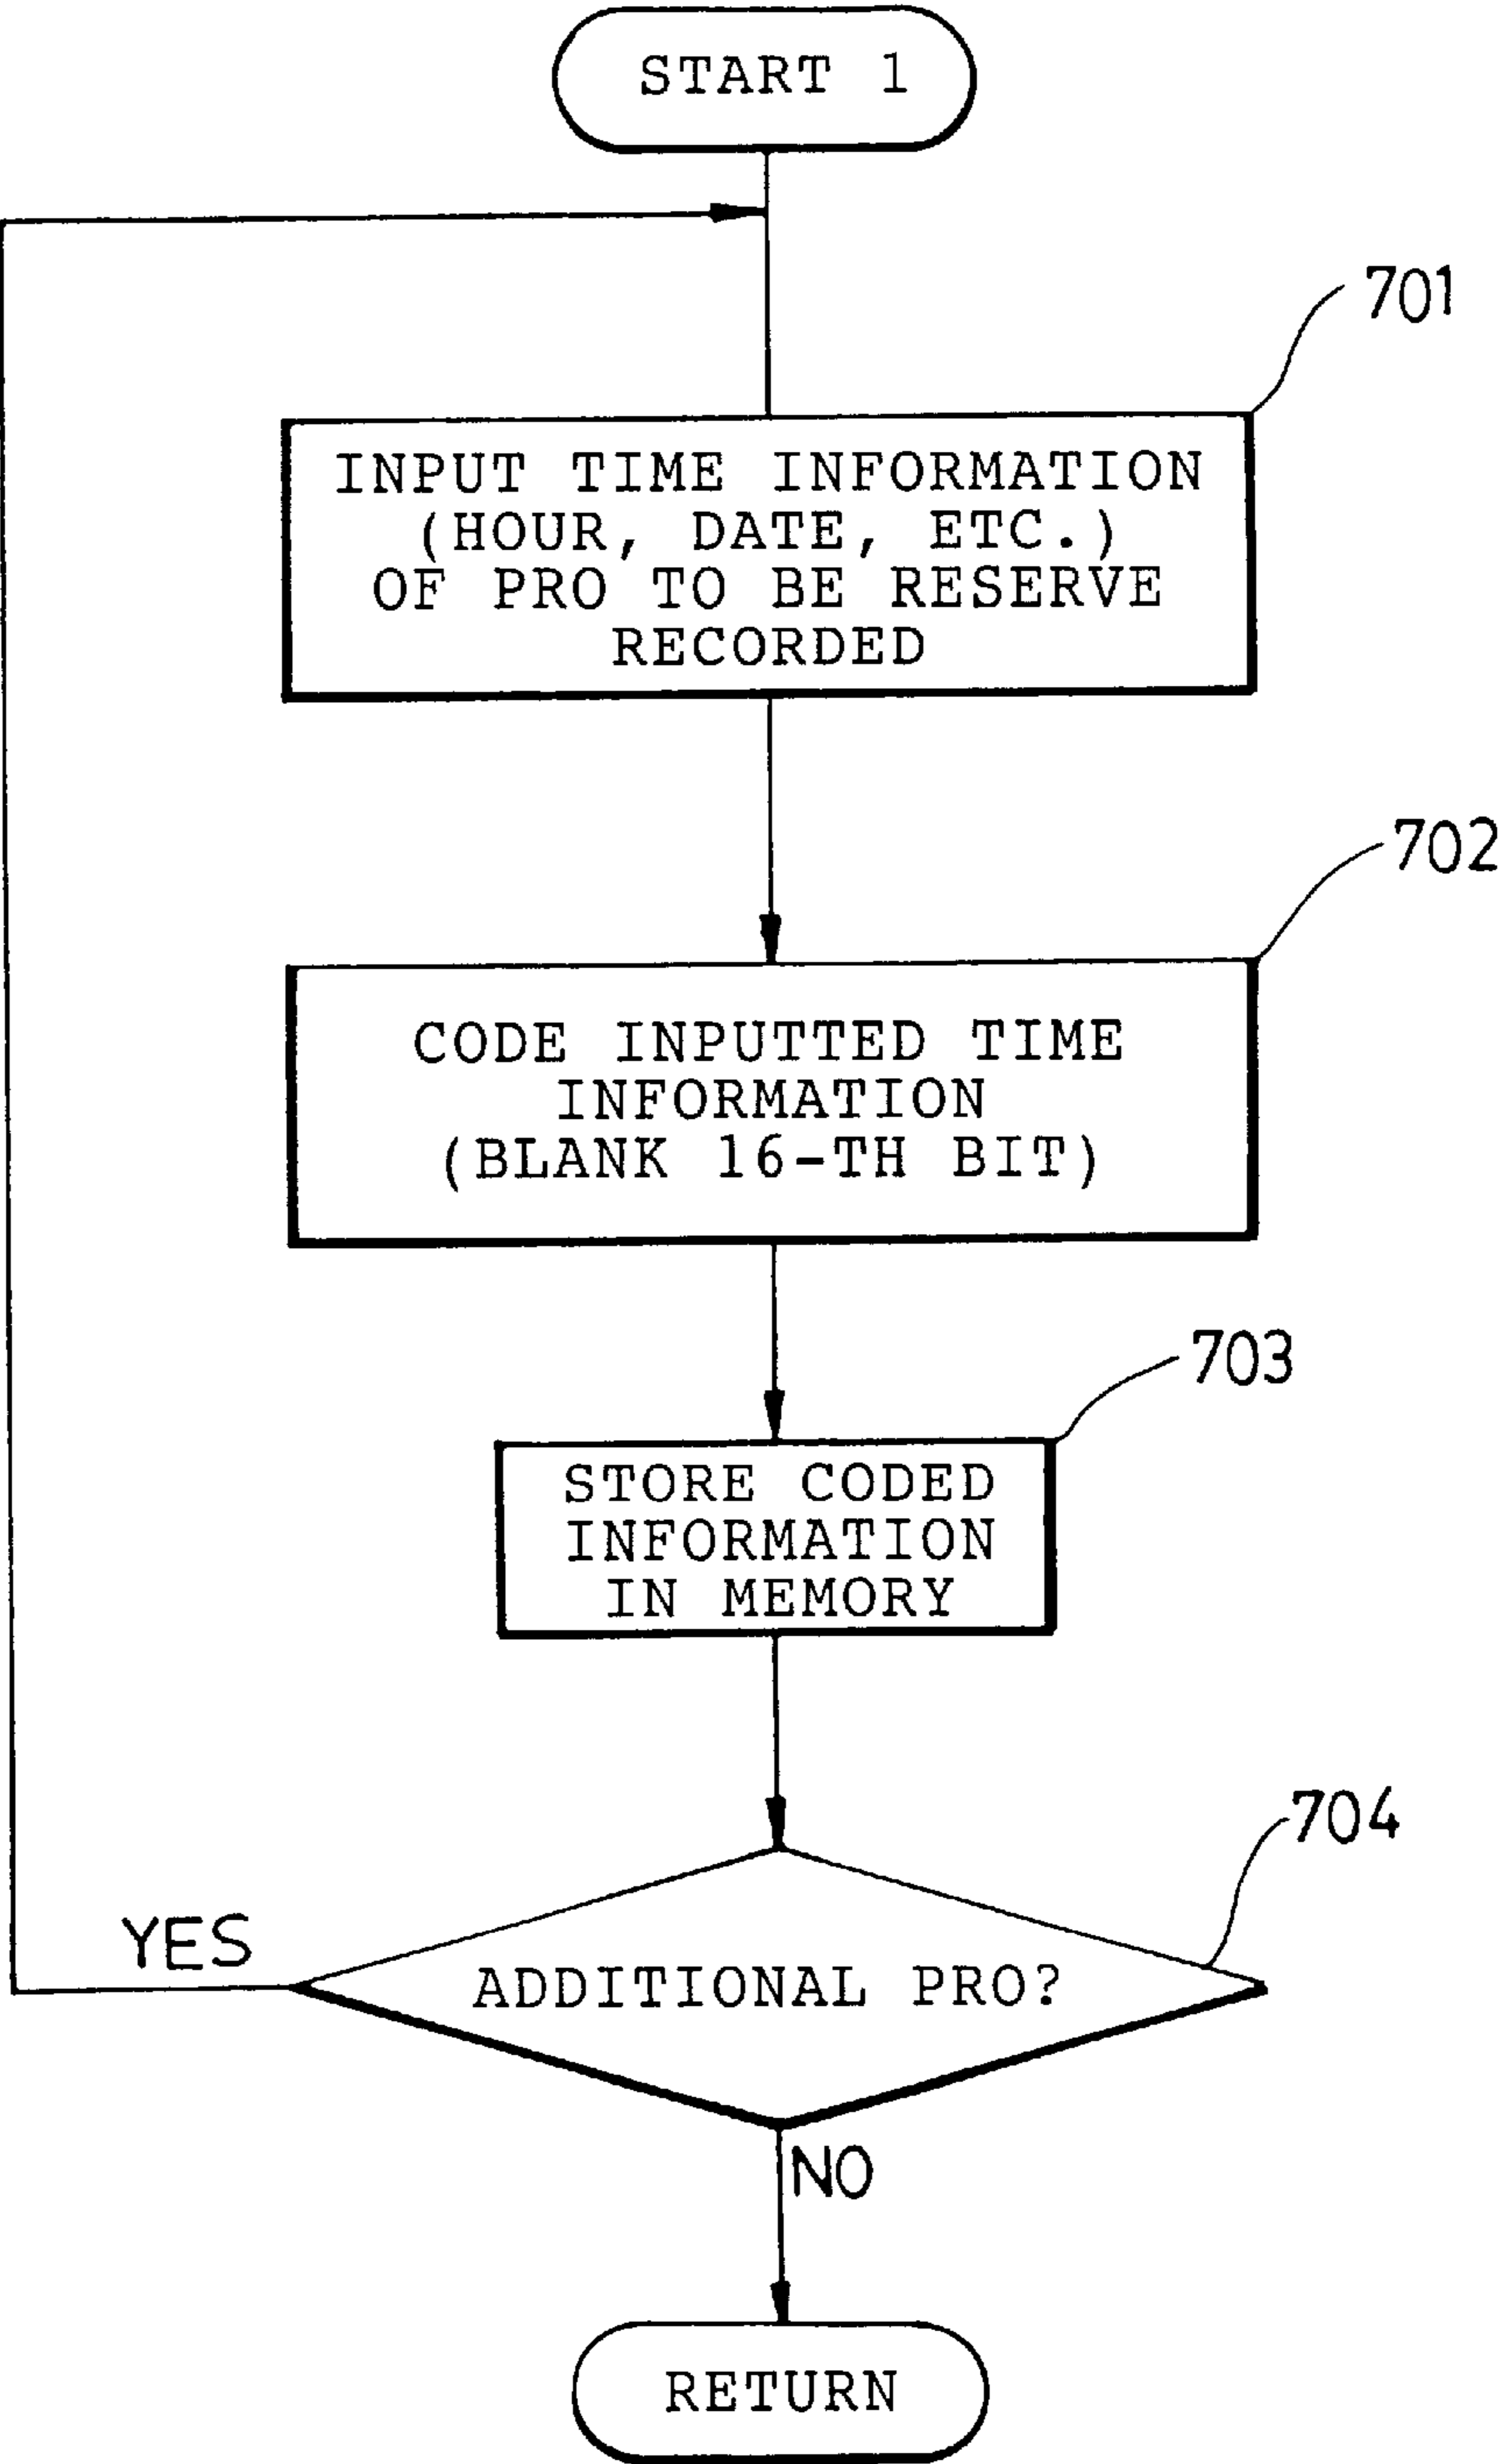 START 1
701
INPUT TIME INFORMATION
(HOUR, DATE, ETC.)
OF PRO TO BE RESERVE
RECORDED
702
CODE INPUTTED TIME
INFORMATION
(BLANK 16-TH BIT)
703
STORE CODED
INFORMATION
IN MEMORY
704
YES
ADDITIONAL PRO?
NO
RETURN